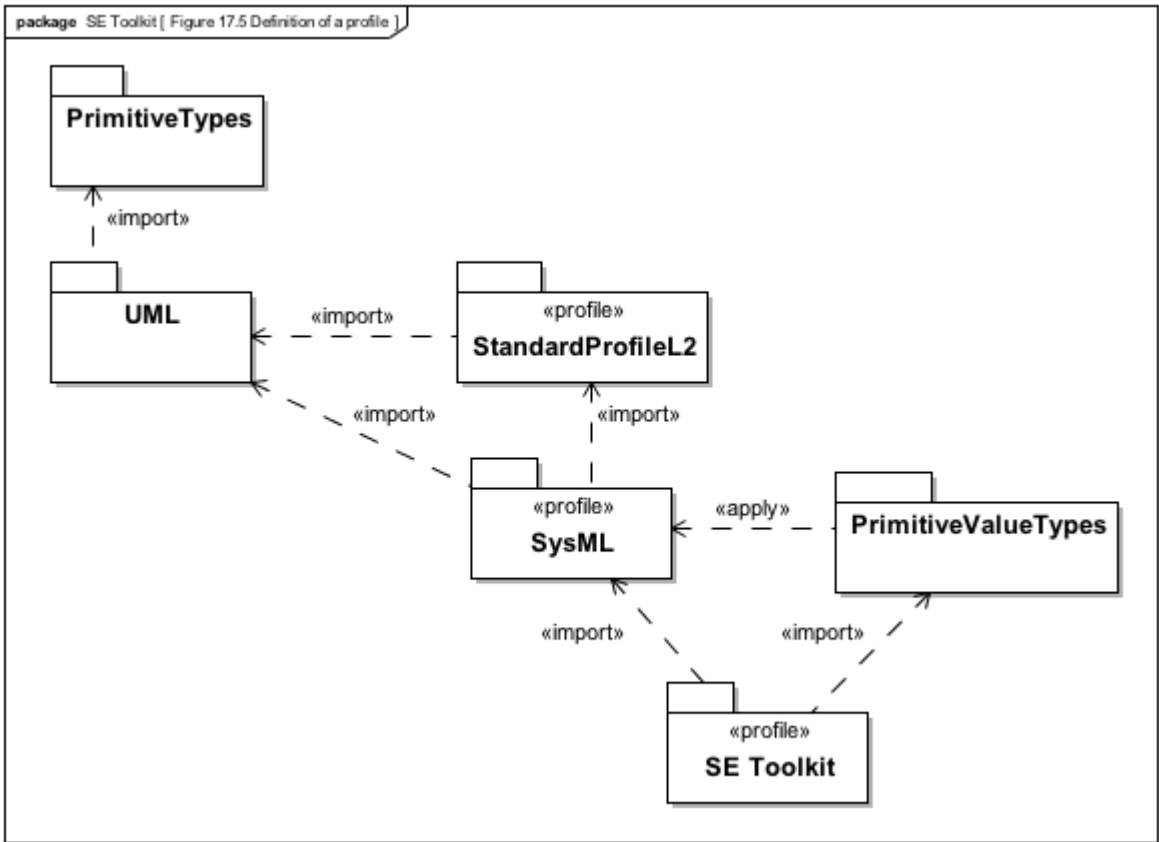 package SE Toolkit [ Figure 17.5 Definition of a profile ]
PrimitiveTypes
«import»
UML
«import»
«profile»
StandardProfileL2
«import»
«import»
«profile»
SysML
«apply»
PrimitiveValueTypes
«import»
«import»
«profile»
SE Toolkit